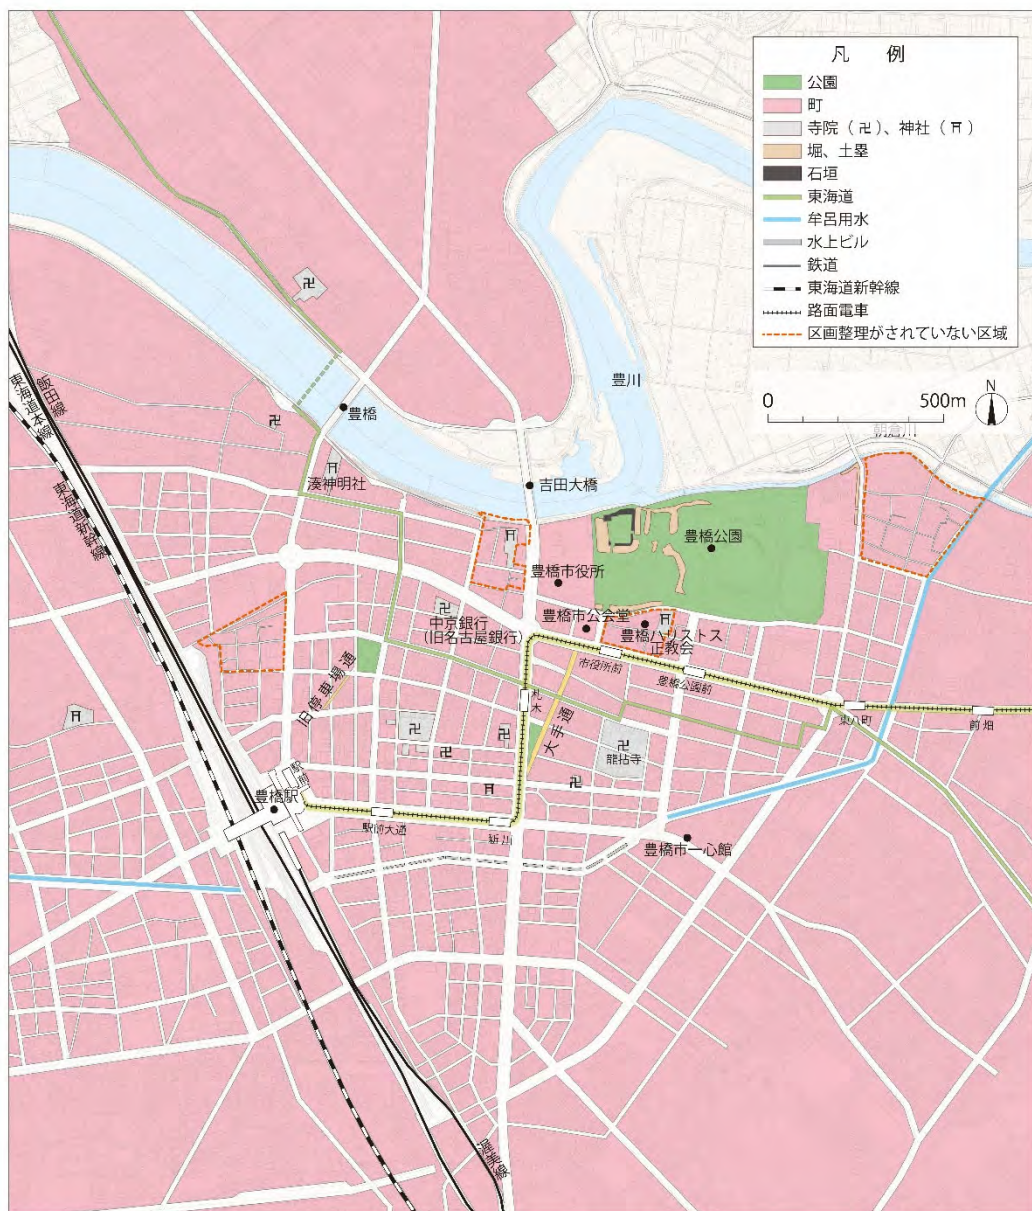 凡 例
公園
町
寺院（卍）、神社（⛩）
堀、土塁
石垣
東海道
牟呂用水
水上ビル
鉄道
東海道新幹線
路面電車
区画整理がされていない区域
0 500m
N
朝倉川
豊川
豊橋
吉田大橋
湊神明社
飯田線
東海道本線
東海道新幹線
豊橋公園
豊橋市役所
豊橋市公会堂
豊橋ハリストス
正教会
中京銀行
(旧名古屋銀行)
市役所前
豊橋公園前
東八町
前畑
旧停車場通
札木
大手通
龍拈寺
駅前
豊橋駅
駅前大通
新川
豊橋市一心館
渥美線